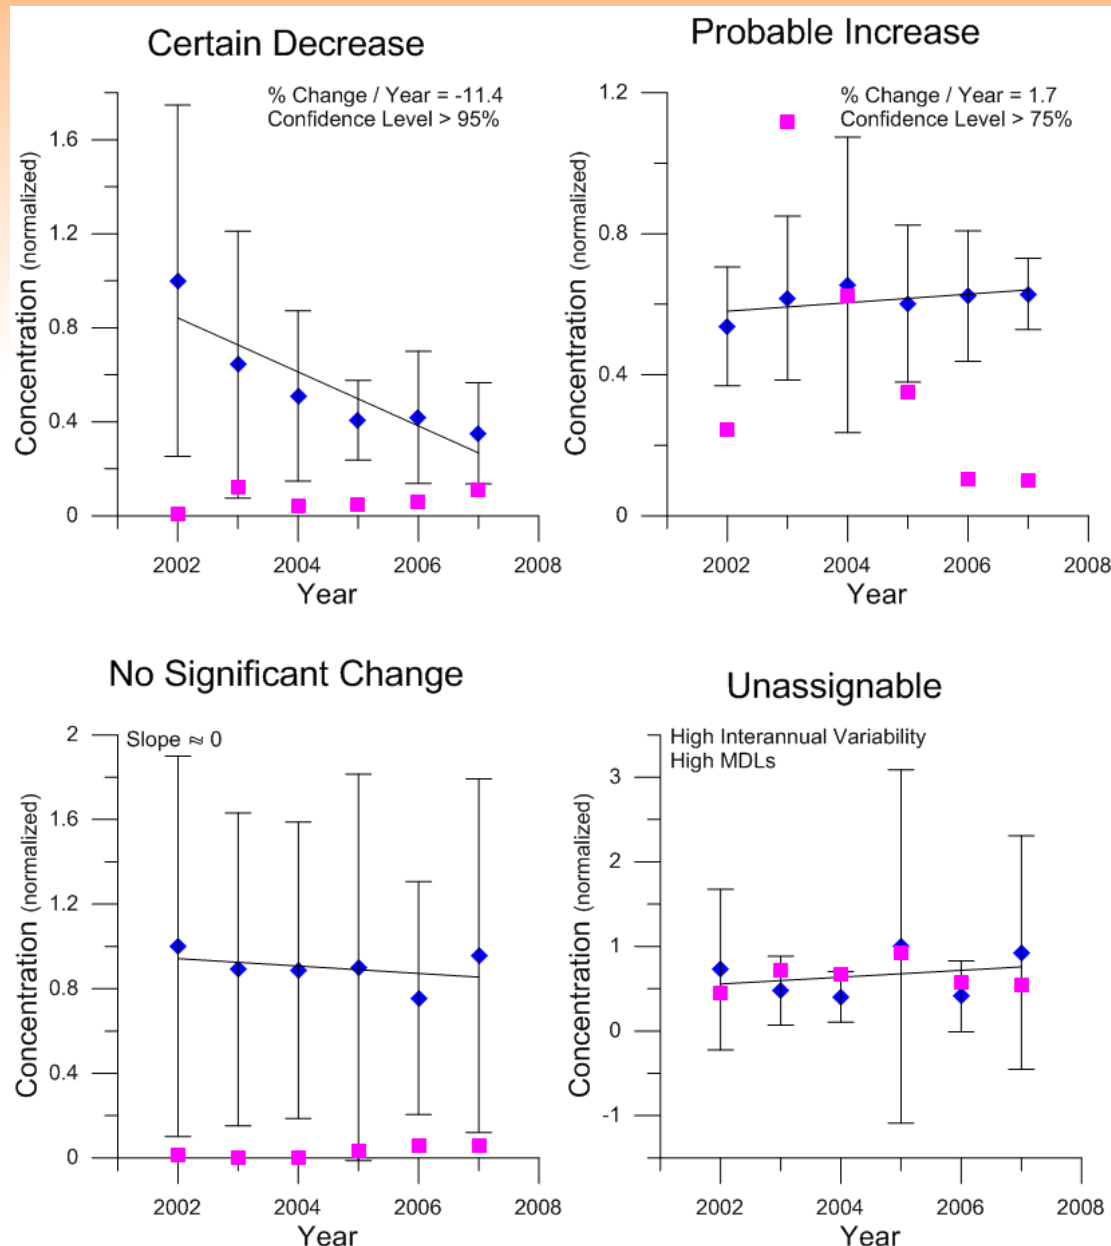 Certain Decrease
% Change / Year = -11.4
Confidence Level > 95%
Concentration (normalized)
1.6
1.2
0.8
0.4
0
2002
2004
2006
2008
Year
Probable Increase
% Change / Year = 1.7
Confidence Level > 75%
Concentration (normalized)
1.2
0.8
0.4
0
2002
2004
2006
2008
Year
No Significant Change
Slope ≈ 0
Concentration (normalized)
2
1.6
1.2
0.8
0.4
0
2002
2004
2006
2008
Year
Unassignable
High Interannual Variability
High MDLs
Concentration (normalized)
3
2
1
0
-1
2002
2004
2006
2008
Year